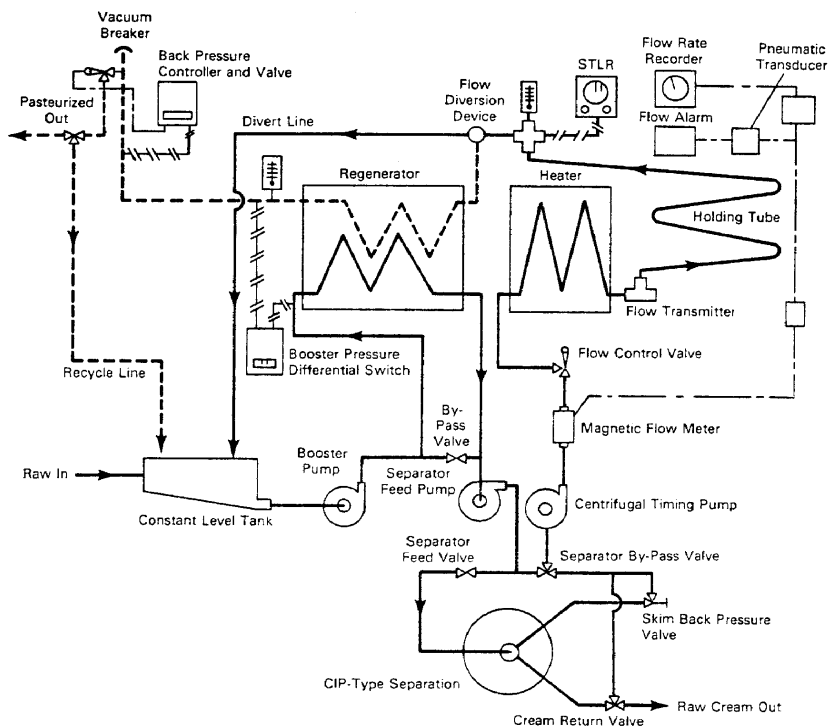 Vacuum
Breaker
Back Pressure
Controller and Valve
Pasteurized
Out
Divert Line
Flow
Diversion
Device
STLR
Flow Rate
Recorder
Pneumatic
Transducer
Flow Alarm
Regenerator
Heater
Holding Tube
Flow Transmitter
Booster Pressure
Differential Switch
Flow Control Valve
Recycle Line
By-
Pass
Valve
Magnetic Flow Meter
Raw In
Booster
Pump
Separator
Feed Pump
Constant Level Tank
Centrifugal Timing Pump
Separator
Feed Valve
Separator By-Pass Valve
Skim Back Pressure
Valve
CIP-Type Separation
Raw Cream Out
Cream Return Valve